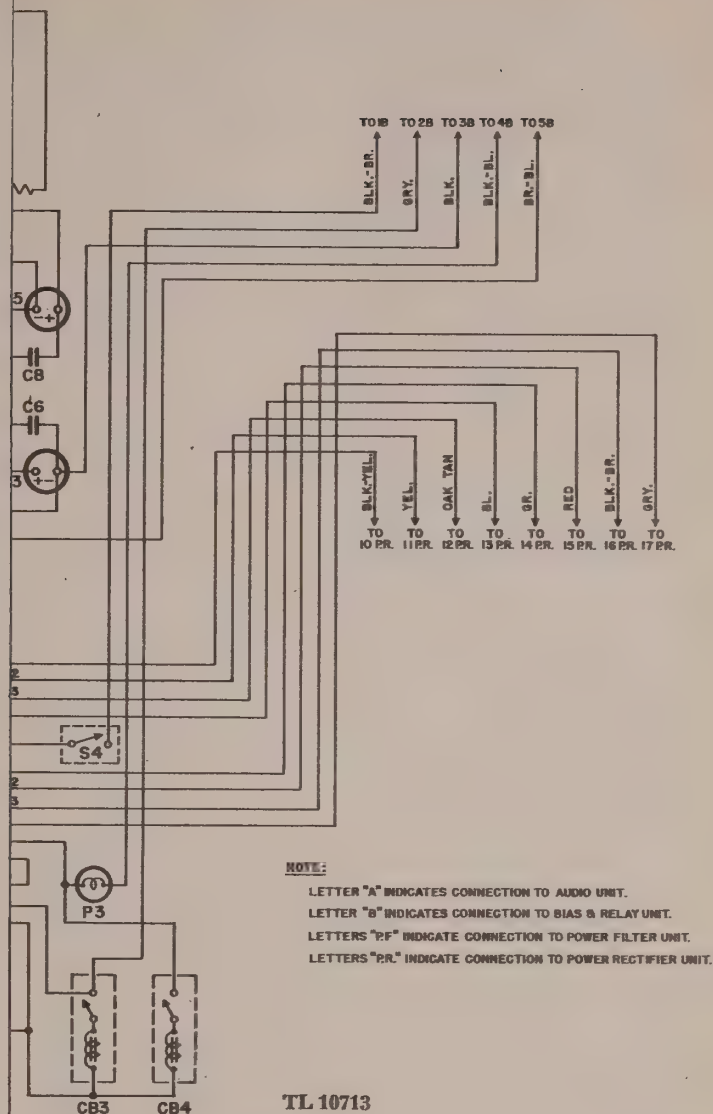 TO 1B TO 2B TO 3B TO 4B TO 5B
BLK.-BR.
GRY.
BLK.
BLK.-BL.
BR.-BL.
5
- +
C8
C6
3
+ -
BLK-YEL.
YEL.
OAK TAN
BL.
GR.
RED
BLK.-BR.
GRY.
TO TO TO TO TO TO TO TO
10 P.R. 11 P.R. 12 P.R. 13 P.R. 14 P.R. 15 P.R. 16 P.R. 17 P.R.
2
3
S4
2
3
P3
NOTE:
LETTER "A" INDICATES CONNECTION TO AUDIO UNIT.
LETTER "B" INDICATES CONNECTION TO BIAS & RELAY UNIT.
LETTERS "P.F" INDICATE CONNECTION TO POWER FILTER UNIT.
LETTERS "P.R." INDICATE CONNECTION TO POWER RECTIFIER UNIT.
CB3 CB4
TL 10713